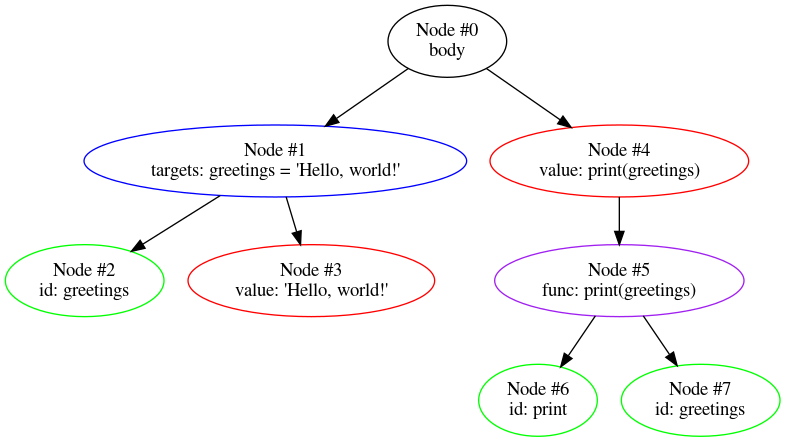 Node #0
body
Node #1
targets: greetings = 'Hello, world!'
Node #4
value: print(greetings)
Node #2
id: greetings
Node #3
value: 'Hello, world!'
Node #5
func: print(greetings)
Node #6
id: print
Node #7
id: greetings